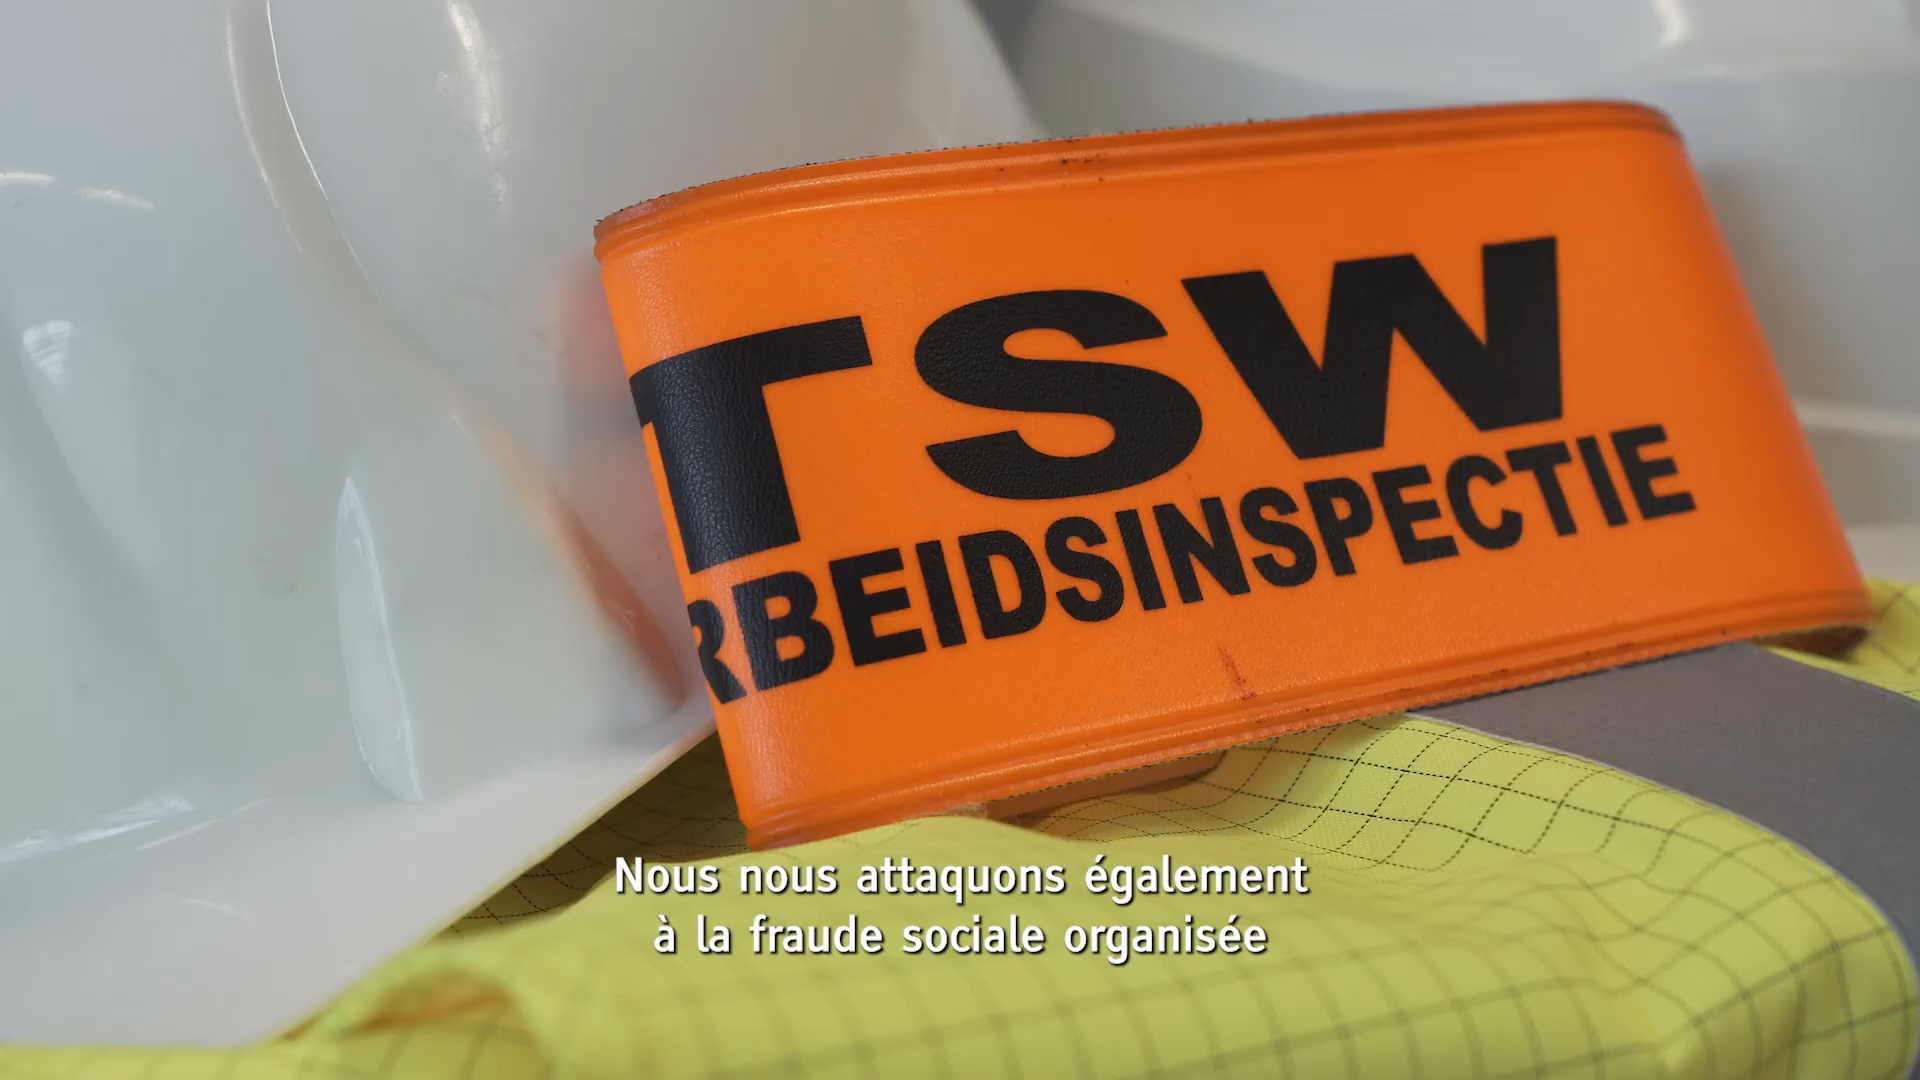 TSW
RBEIDSINSPECTIE
Nous nous attaquons également
à la fraude sociale organisée